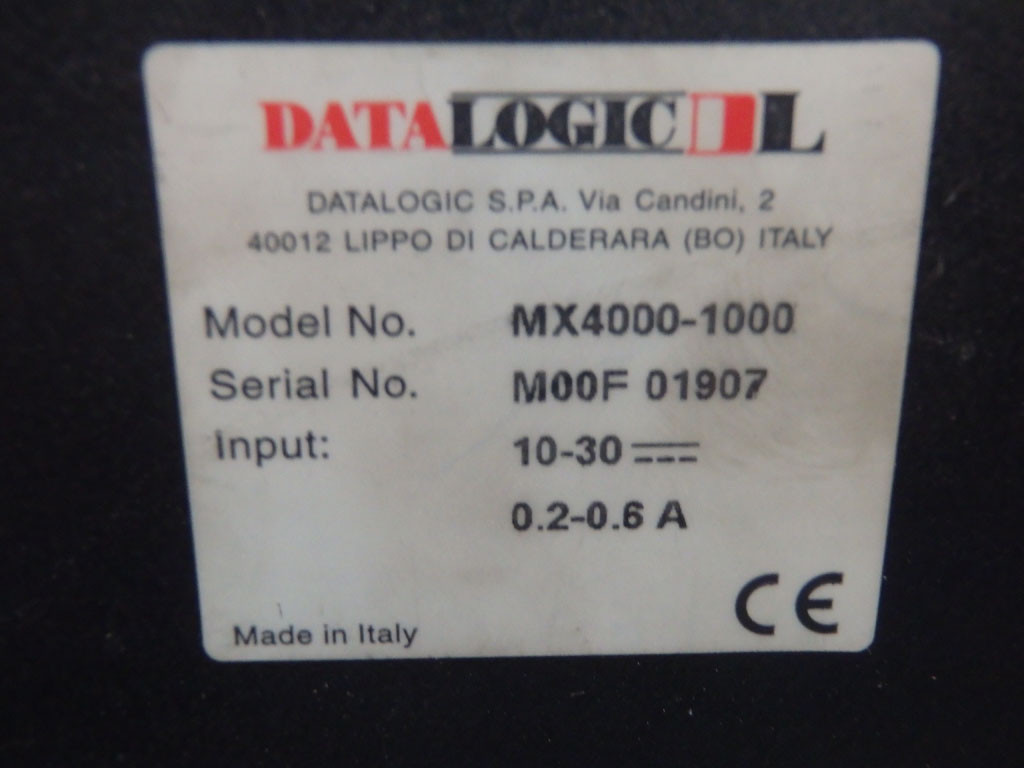 DATALOGIC DL
DATALOGIC S.P.A. Via Candini, 2
40012 LIPPO DI CALDERARA (BO) ITALY
Model No. MX4000-1000
Serial No. M00F 01907
Input: 10-30 ⎓
0.2-0.6 A
Made in Italy CE